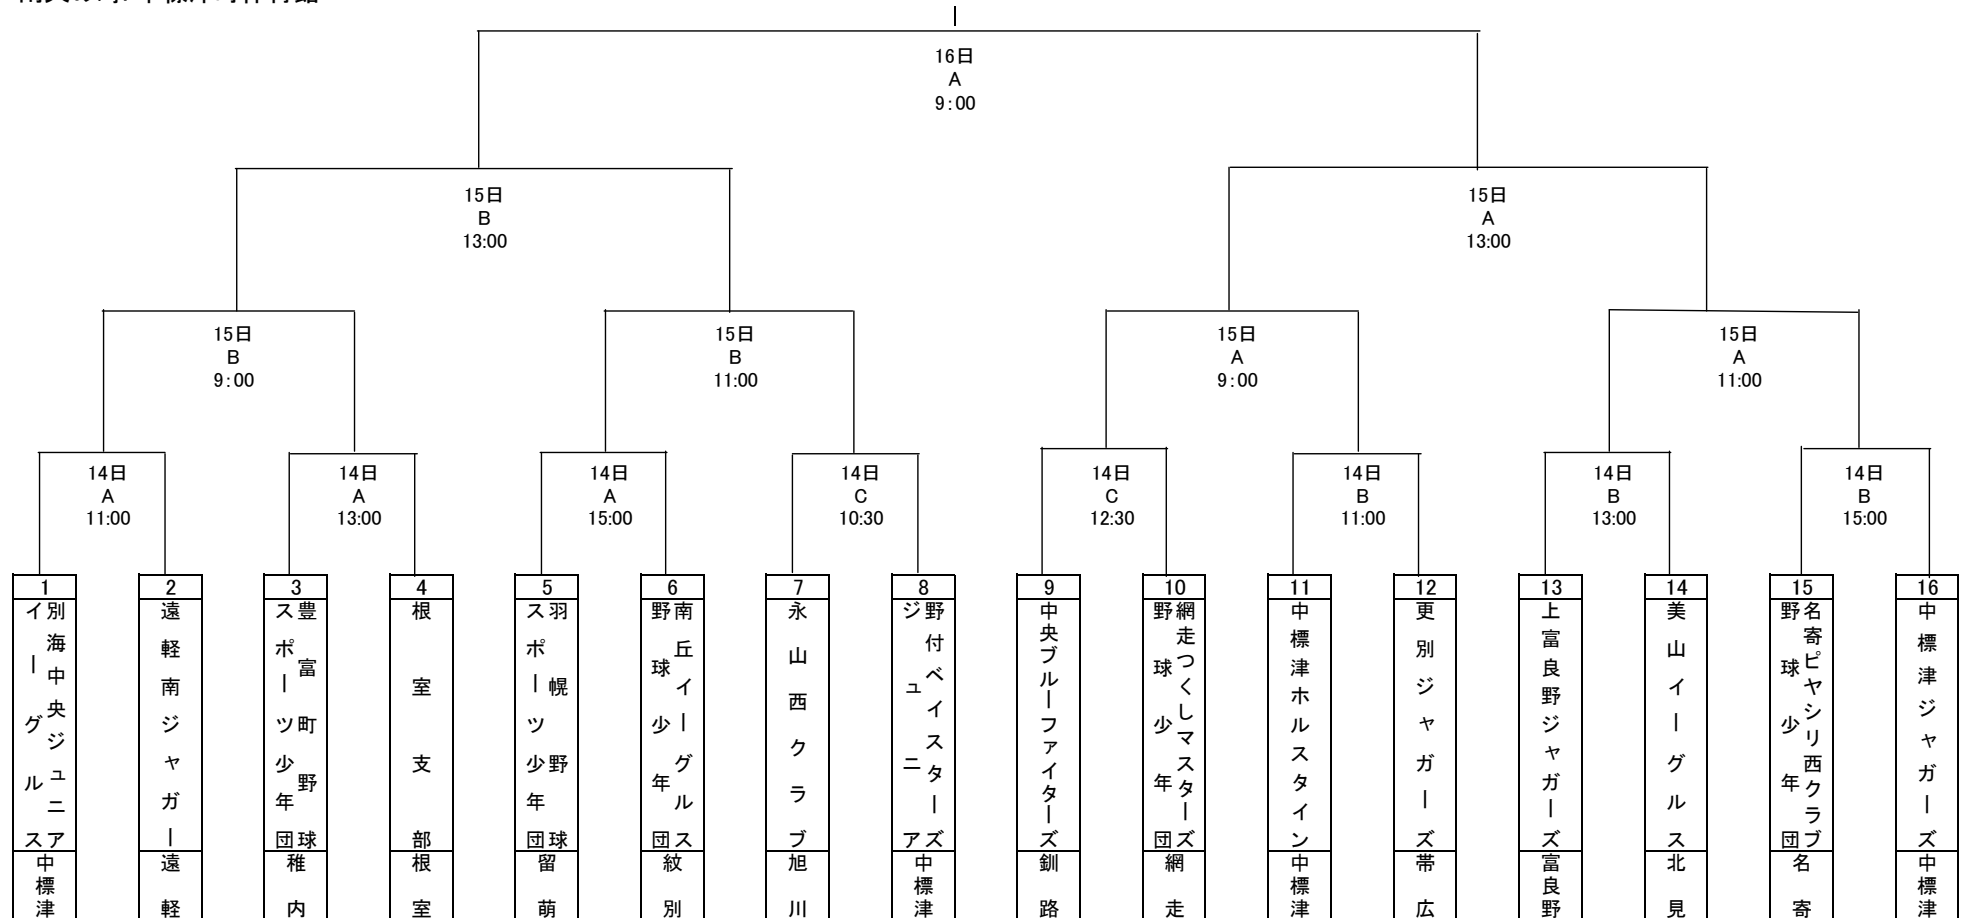 16日
A
9:00
15日
B
13:00
15日
A
13:00
15日
B
9:00
15日
B
11:00
15日
A
9:00
15日
A
11:00
14日
A
11:00
14日
A
13:00
14日
A
15:00
14日
C
10:30
14日
C
12:30
14日
B
11:00
14日
B
13:00
14日
B
15:00
1
別海中央ジュニア
イーグルス
中標津
2
遠軽南ジャガー
遠軽
3
豊富町野球
スポーツ少年団
稚内
4
根室支部
根室
5
羽幌野球
スポーツ少年団
留萌
6
南丘イーグルス
野球少年団
紋別
7
永山西クラブ
旭川
8
野付ベイスターズ
ジュニア
中標津
9
中央ブルーファイターズ
釧路
10
網走つくしマスターズ
野球少年団
網走
11
中標津ホルスタイン
中標津
12
更別ジャガーズ
帯広
13
上富良野ジャガーズ
富良野
14
美山イーグルス
北見
15
名寄ピヤシリ西クラブ
野球少年団
名寄
16
中標津ジャガーズ
中標津